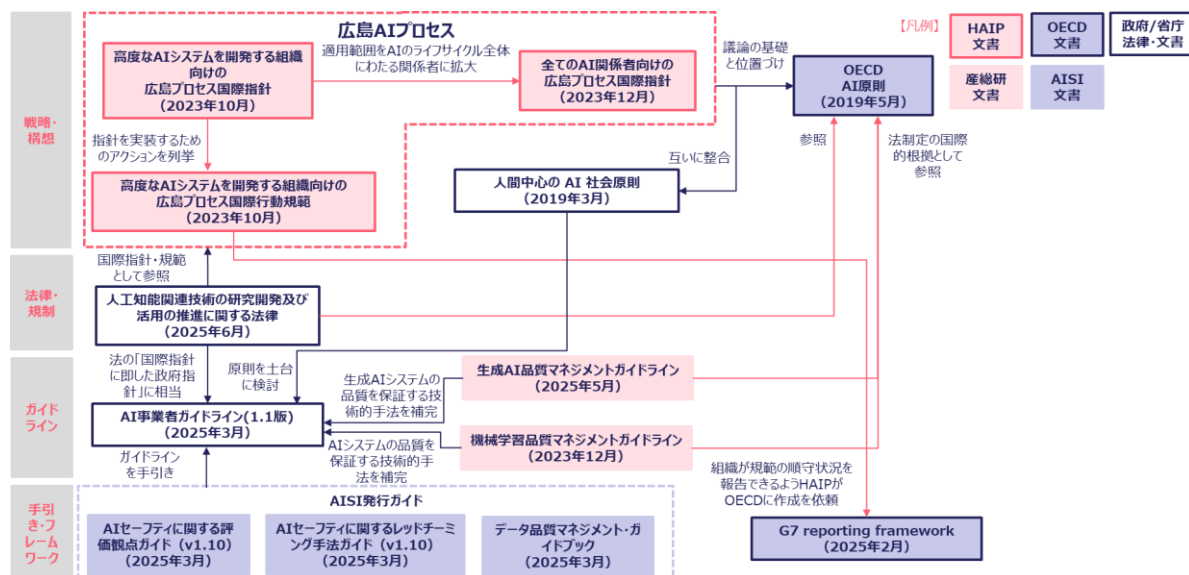 広島AIプロセス
【凡例】
HAIP
文書
OECD
文書
政府/省庁
法律・文書
産総研
文書
AISI
文書
戦略・
構想
高度なAIシステムを開発する組織
向けの
広島プロセス国際指針
（2023年10月）
適用範囲をAIのライフサイクル全体
にわたる関係者に拡大
全てのAI関係者向けの
広島プロセス国際指針
（2023年12月）
議論の基礎
と位置づけ
OECD
AI原則
（2019年5月）
指針を実装するため
のアクションを列挙
互いに整合
参照
法制定の国際
的根拠として
参照
高度なAIシステムを開発する組織向けの
広島プロセス国際行動規範
（2023年10月）
人間中心の AI 社会原則
（2019年3月）
法律・
規制
国際指針・規範
として参照
人工知能関連技術の研究開発及び
活用の推進に関する法律
（2025年6月）
ガイド
ライン
法の「国際指針
に即した政府指
針」に相当
原則を土台
に検討
生成AIシステムの
品質を保証する技
術的手法を補完
生成AI品質マネジメントガイドライン
（2025年5月）
AI事業者ガイドライン(1.1版)
（2025年3月）
ガイドライン
を手引き
AIシステムの品質を
保証する技術的手
法を補完
機械学習品質マネジメントガイドライン
（2023年12月）
組織が規範の順守状況を
報告できるようHAIPが
OECDに作成を依頼
手引
き・フ
レーム
ワーク
AISI発行ガイド
AIセーフティに関する評
価観点ガイド（v1.10）
（2025年3月）
AIセーフティに関するレッドチーミ
ング手法ガイド（v1.10）
（2025年3月）
データ品質マネジメント・ガ
イドブック
（2025年3月）
G7 reporting framework
（2025年2月）